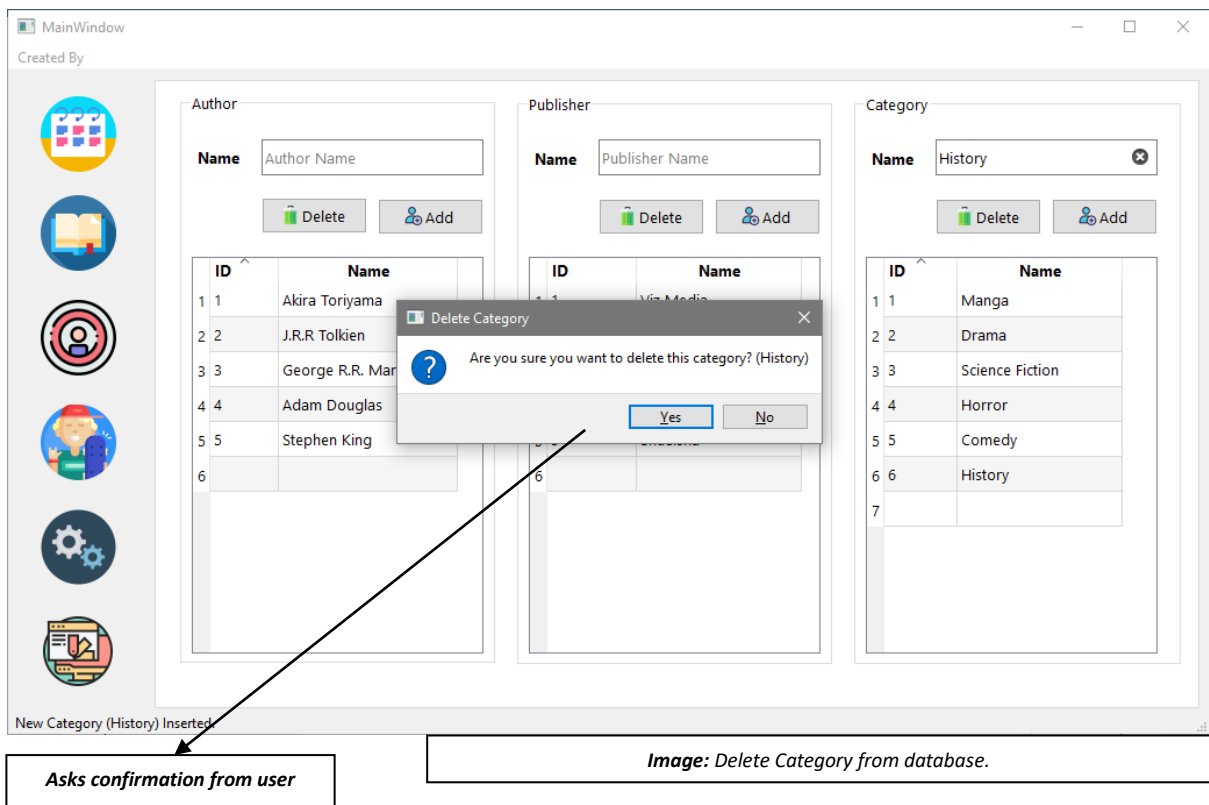 MainWindow
Created By
Author
Publisher
Category
Name Author Name
Name Publisher Name
Name History
Delete Add
Delete Add
Delete Add
ID Name
ID Name
ID Name
1 1 Akira Toriyama
1 1 Viz Media
1 1 Manga
Delete Category
2 2 J.R.R Tolkien
2 2 Drama
Are you sure you want to delete this category? (History)
?
3 3 George R.R. Mar
3 3 Science Fiction
4 4 Adam Douglas
Yes No
4 4 Horror
5 5 Stephen King
5 5 Comedy
6
6
6 6 History
7
New Category (History) Inserted.
Asks confirmation from user
Image: Delete Category from database.